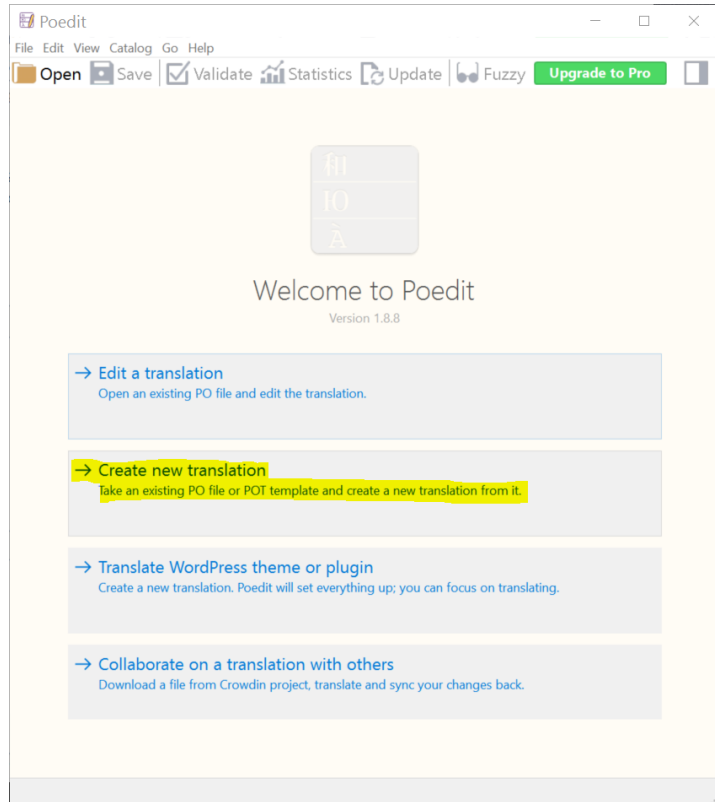 Poedit
File Edit View Catalog Go Help
Open Save Validate Statistics Update Fuzzy Upgrade to Pro
Welcome to Poedit
Version 1.8.8
→ Edit a translation
Open an existing PO file and edit the translation.
→ Create new translation
Take an existing PO file or POT template and create a new translation from it.
→ Translate WordPress theme or plugin
Create a new translation. Poedit will set everything up; you can focus on translating.
→ Collaborate on a translation with others
Download a file from Crowdin project, translate and sync your changes back.